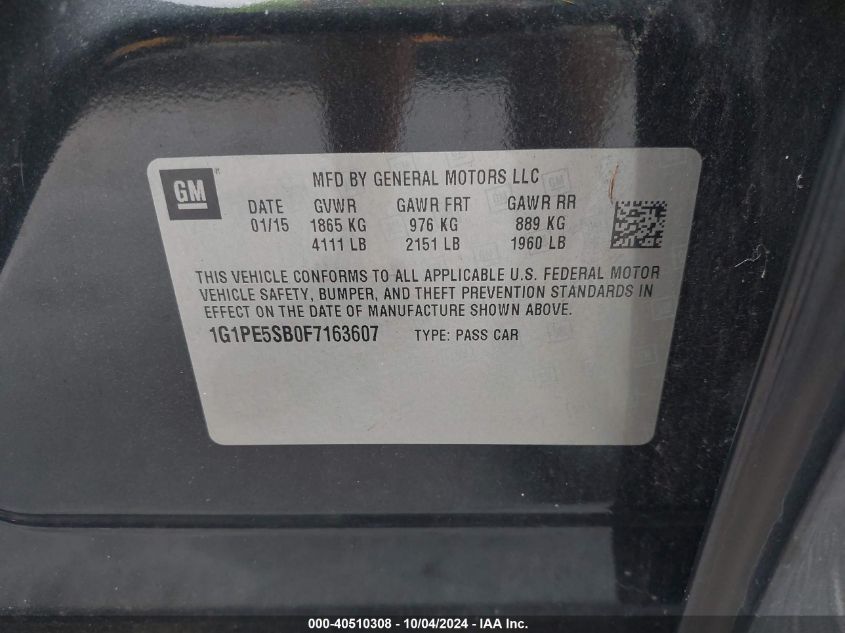 GM
MFD BY GENERAL MOTORS LLC
DATE GVWR GAWR FRT GAWR RR
01/15 1865 KG 976 KG 889 KG
4111 LB 2151 LB 1960 LB
THIS VEHICLE CONFORMS TO ALL APPLICABLE U.S. FEDERAL MOTOR
VEHICLE SAFETY, BUMPER, AND THEFT PREVENTION STANDARDS IN
EFFECT ON THE DATE OF MANUFACTURE SHOWN ABOVE.
1G1PE5SB0F7163607 TYPE: PASS CAR
000-40510308 - 10/04/2024 - Copyright © 2024 IAA, Inc.